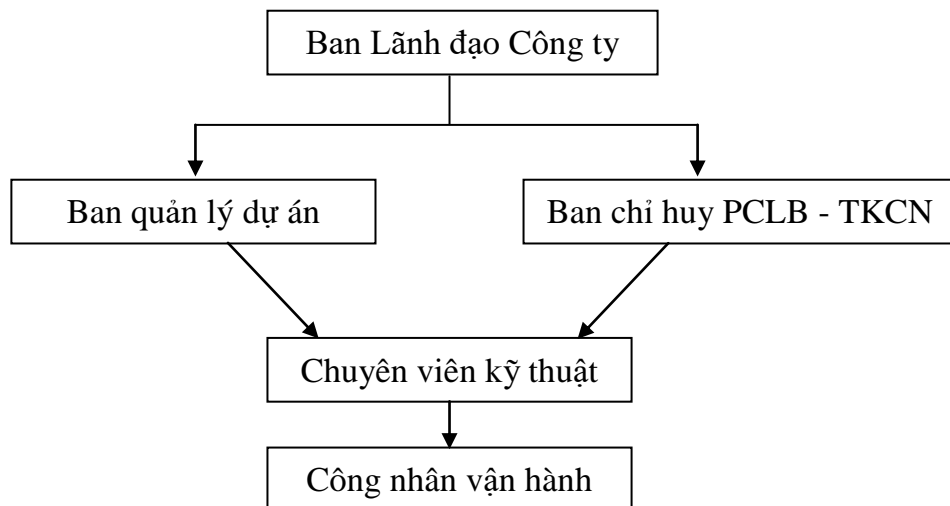 Ban Lãnh đạo Công ty
Ban quản lý dự án
Ban chỉ huy PCLB - TKCN
Chuyên viên kỹ thuật
Công nhân vận hành